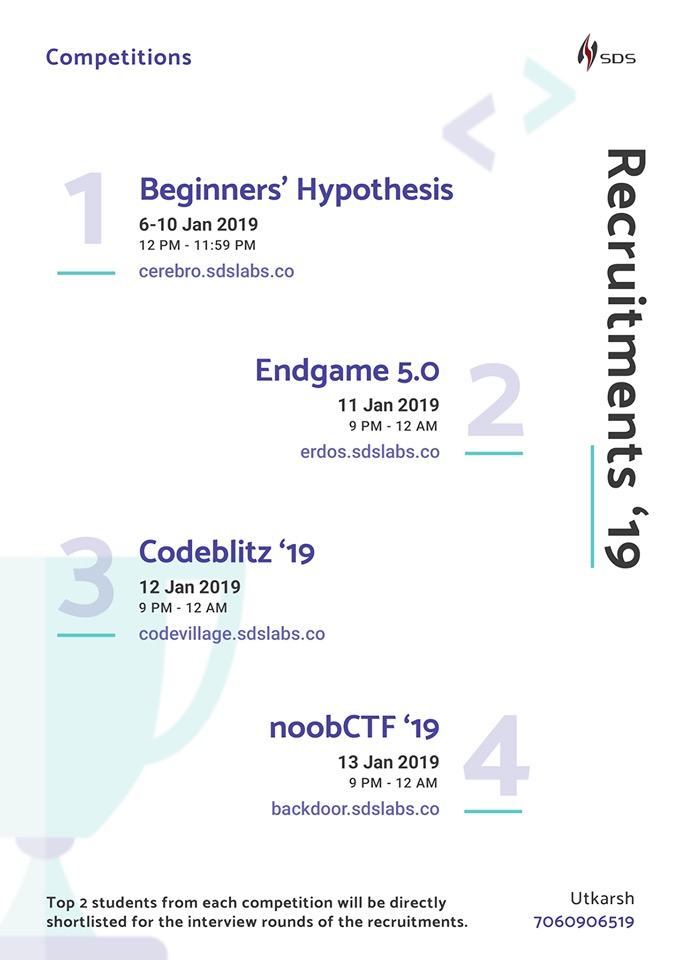 Competitions
SDS
Recruitments ‘19
1
Beginners’ Hypothesis
6-10 Jan 2019
12 PM - 11:59 PM
cerebro.sdslabs.co
2
Endgame 5.0
11 Jan 2019
9 PM - 12 AM
erdos.sdslabs.co
3
Codeblitz ‘19
12 Jan 2019
9 PM - 12 AM
codevillage.sdslabs.co
4
noobCTF ‘19
13 Jan 2019
9 PM - 12 AM
backdoor.sdslabs.co
Top 2 students from each competition will be directly
shortlisted for the interview rounds of the recruitments.
Utkarsh
7060906519